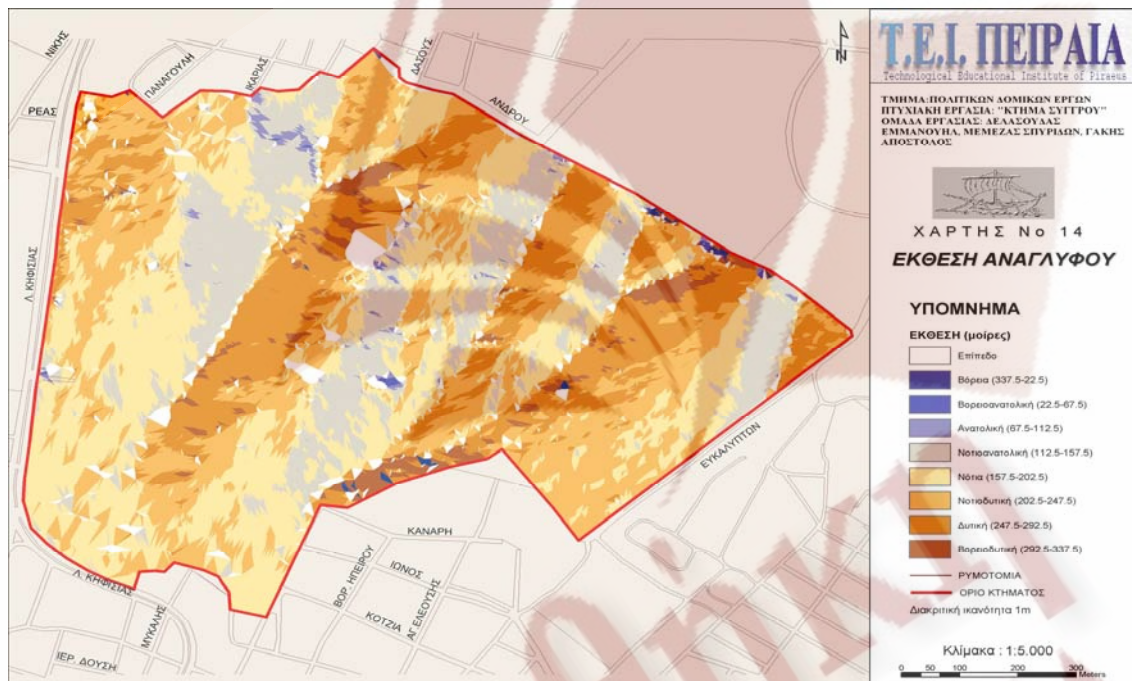 ΝΙΚΗΣ
ΠΑΝΑΓΟΥΛΗ
ΙΚΑΡΙΑΣ
ΔΑΣΟΥΣ
ΑΝΔΡΟΥ
ΡΕΑΣ
Λ. ΚΗΦΙΣΙΑΣ
ΕΥΚΑΛΥΠΤΩΝ
ΚΑΝΑΡΗ
ΒΟΡ. ΗΠΕΙΡΟΥ
ΙΩΝΟΣ
ΚΟΤΖΙΑ
ΑΓ.ΕΛΕΟΥΣΗΣ
Λ. ΚΗΦΙΣΙΑΣ
ΜΥΚΑΛΗΣ
ΙΕΡ. ΔΟΥΣΗ
N
Τ.Ε.Ι. ΠΕΙΡΑΙΑ
Technological Educational Institute of Piraeus
ΤΜΗΜΑ:ΠΟΛΙΤΙΚΩΝ ΔΟΜΙΚΩΝ ΕΡΓΩΝ
ΠΤΥΧΙΑΚΗ ΕΡΓΑΣΙΑ: "ΚΤΗΜΑ ΣΥΓΓΡΟΥ"
ΟΜΑΔΑ ΕΡΓΑΣΙΑΣ: ΔΕΛΑΣΟΥΔΑΣ
ΕΜΜΑΝΟΥΗΛ, ΜΕΜΕΖΑΣ ΣΠΥΡΙΔΩΝ, ΓΑΚΗΣ
ΑΠΟΣΤΟΛΟΣ
ΧΑΡΤΗΣ Νο 14
ΕΚΘΕΣΗ ΑΝΑΓΛΥΦΟΥ
ΥΠΟΜΝΗΜΑ
ΕΚΘΕΣΗ (μοίρες)
Επίπεδο
Βόρεια (337.5-22.5)
Βορειοανατολική (22.5-67.5)
Ανατολική (67.5-112.5)
Νοτιοανατολική (112.5-157.5)
Νότια (157.5-202.5)
Νοτιοδυτική (202.5-247.5)
Δυτική (247.5-292.5)
Βορειοδυτική (292.5-337.5)
ΡΥΜΟΤΟΜΙΑ
ΟΡΙΟ ΚΤΗΜΑΤΟΣ
Διακριτική ικανότητα 1m
Κλίμακα : 1:5.000
0 50 100 200 300
Meters